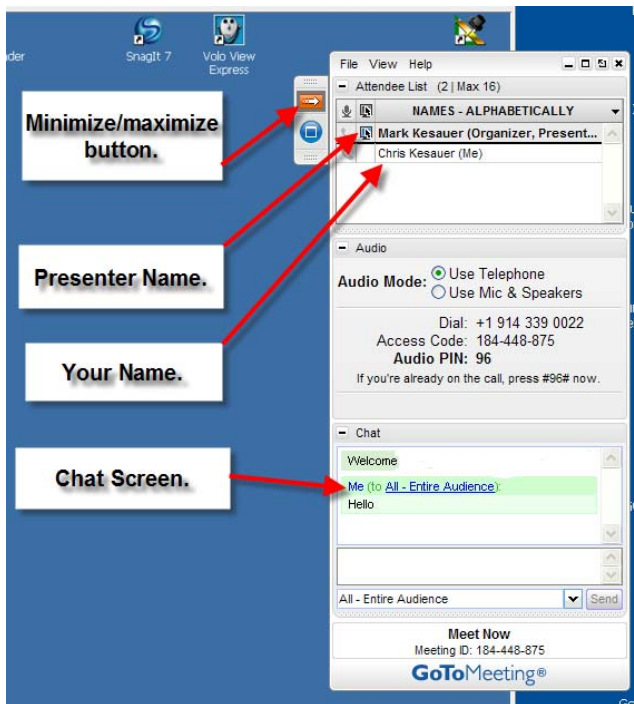 SnagIt 7
Volo View
Express
Minimize/maximize
button.
Presenter Name.
Your Name.
Chat Screen.
File View Help
Attendee List (2 | Max 16)
NAMES - ALPHABETICALLY
Mark Kesauer (Organizer, Present...
Chris Kesauer (Me)
Audio
Audio Mode: Use Telephone
Use Mic & Speakers
Dial: +1 914 339 0022
Access Code: 184-448-875
Audio PIN: 96
If you're already on the call, press #96# now.
Chat
Welcome
Me (to All - Entire Audience):
Hello
All - Entire Audience
Send
Meet Now
Meeting ID: 184-448-875
GoToMeeting®